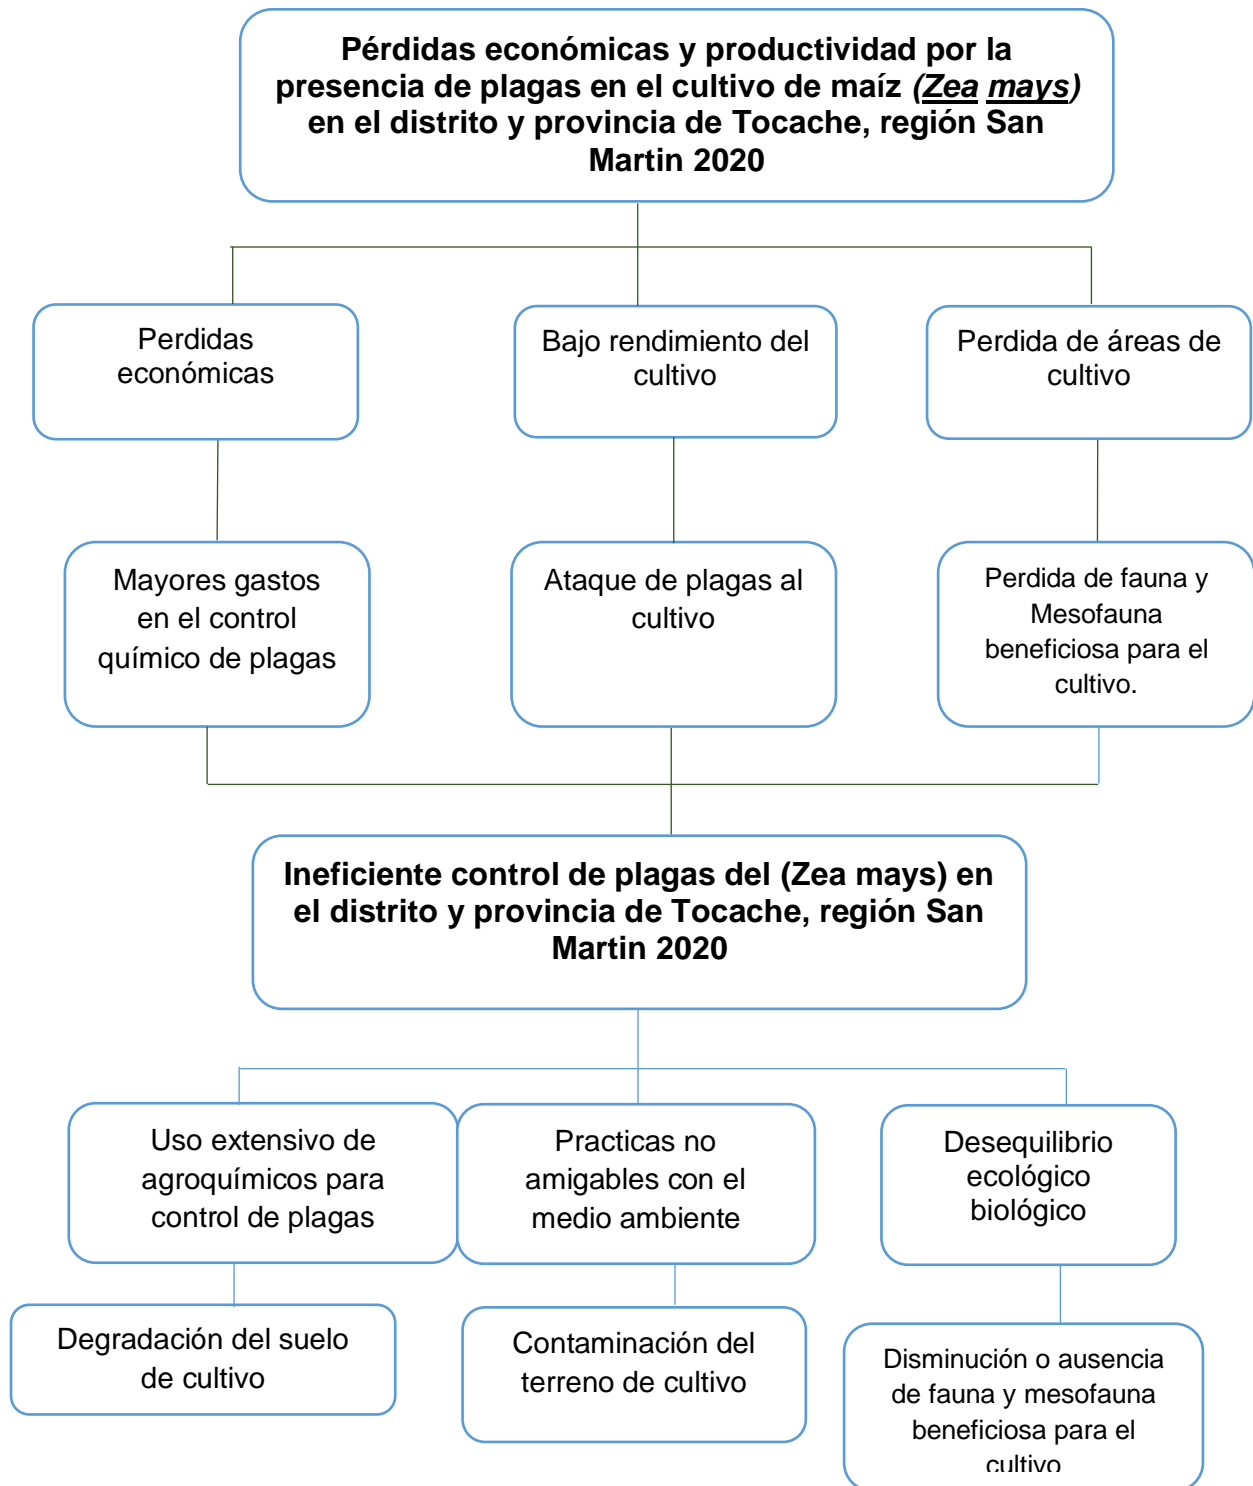 Pérdidas económicas y productividad por la
presencia de plagas en el cultivo de maíz (Zea mays)
en el distrito y provincia de Tocache, región San
Martin 2020
Perdidas
económicas
Bajo rendimiento del
cultivo
Perdida de áreas de
cultivo
Mayores gastos
en el control
químico de plagas
Ataque de plagas al
cultivo
Perdida de fauna y
Mesofauna
beneficiosa para el
cultivo.
Ineficiente control de plagas del (Zea mays) en
el distrito y provincia de Tocache, región San
Martin 2020
Uso extensivo de
agroquímicos para
control de plagas
Practicas no
amigables con el
medio ambiente
Desequilibrio
ecológico
biológico
Degradación del suelo
de cultivo
Contaminación del
terreno de cultivo
Disminución o ausencia
de fauna y mesofauna
beneficiosa para el
cultivo